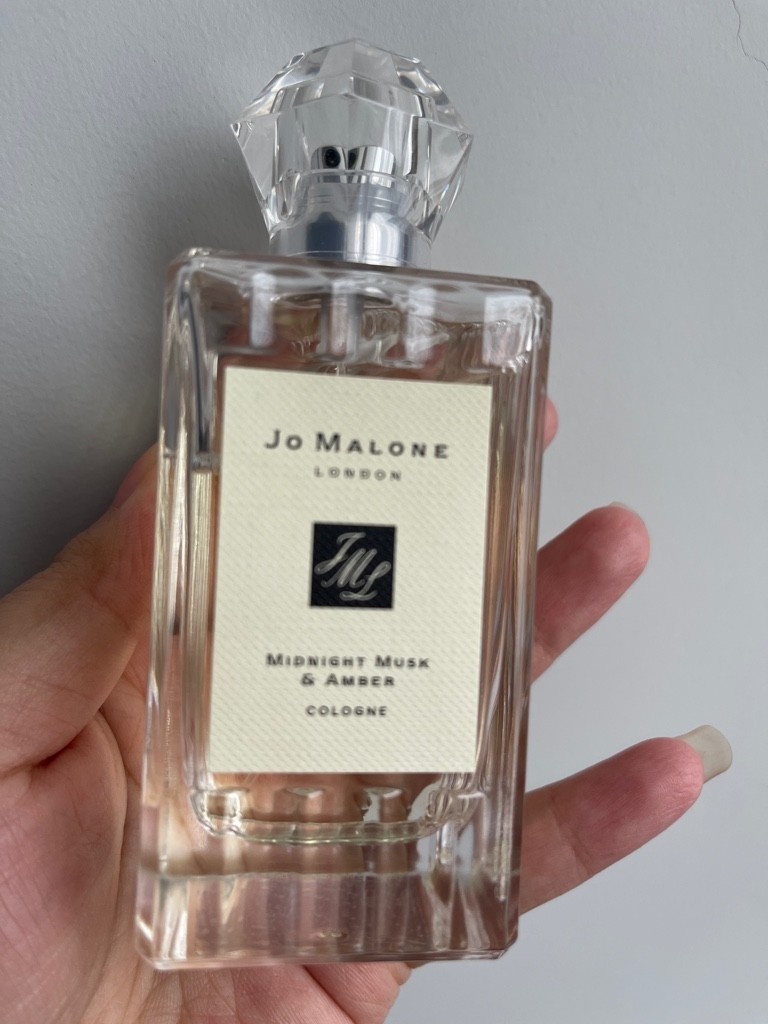 Jo Malone
LONDON
JML
Midnight Musk
& Amber
COLOGNE